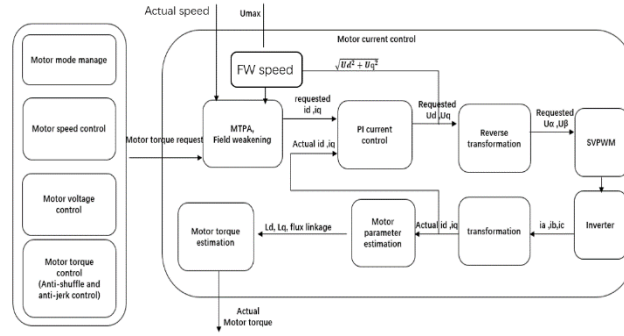 Actual speed
Umax
Motor current control
Motor mode manage
FW speed
√Ud² + Uq²
Motor speed control
requested
id ,iq
Requested
Ud ,Uq
Requested
Uα ,Uβ
Motor torque request
MTPA,
Field weakening
PI current
control
Reverse
transformation
SVPWM
Actual id ,iq
Motor voltage
control
Motor torque
estimation
Ld, Lq, flux linkage
Motor
parameter
estimation
Actual id ,iq
transformation
ia ,ib,ic
Inverter
Motor torque
control
(Anti-shuffle and
anti-jerk control)
Actual
Motor torque